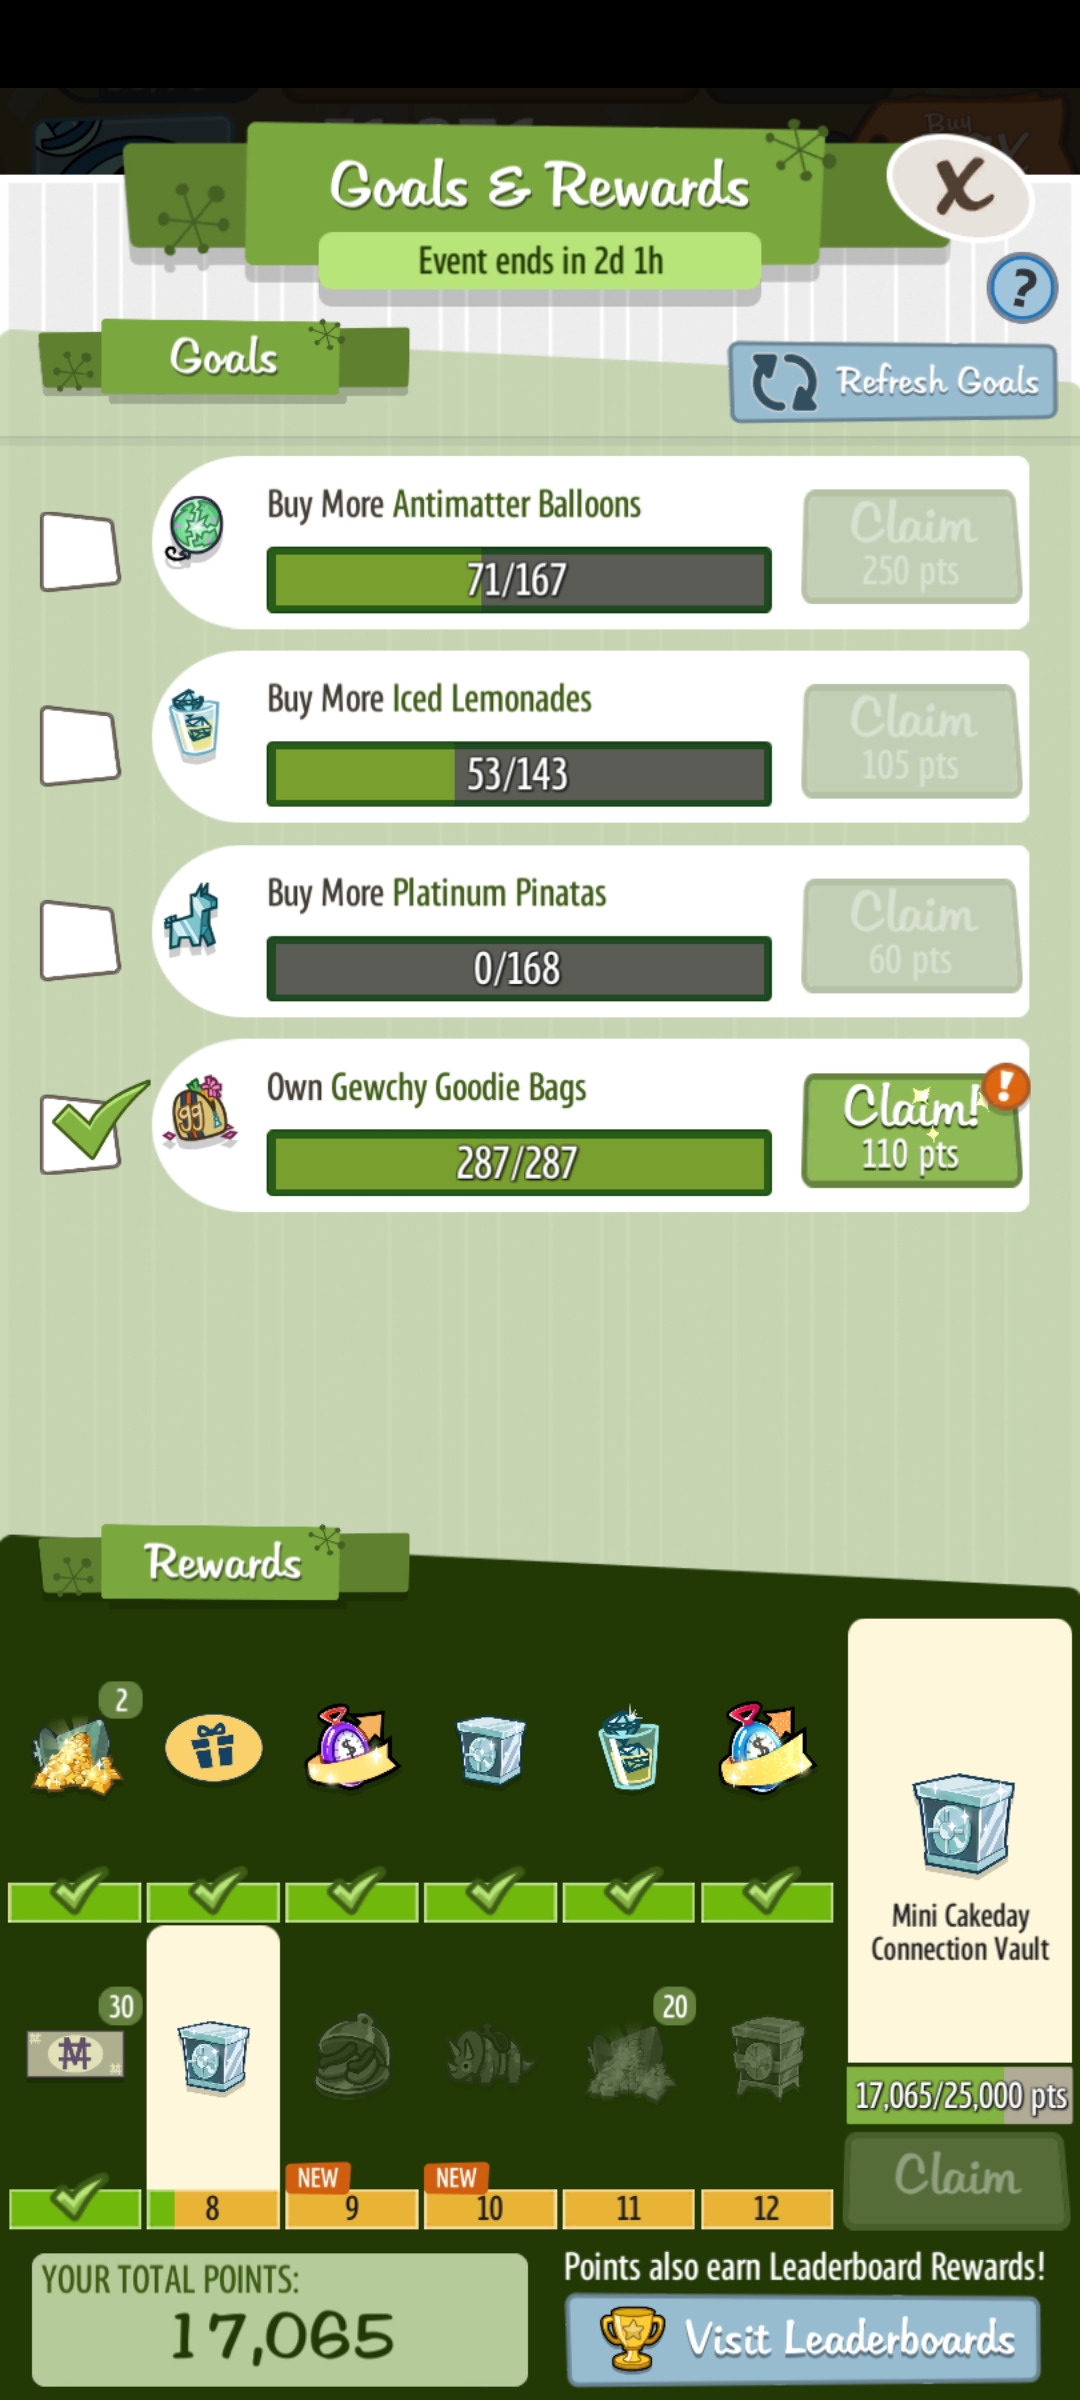 Buy
Goals & Rewards
X
Event ends in 2d 1h
?
Goals
Refresh Goals
Buy More Antimatter Balloons
71/167
Claim
250 pts
Buy More Iced Lemonades
53/143
Claim
105 pts
Buy More Platinum Pinatas
0/168
Claim
60 pts
Own Gewchy Goodie Bags
287/287
Claim!
110 pts
!
Rewards
2
30
20
Mini Cakeday
Connection Vault
17,065/25,000 pts
NEW
NEW
8
9
10
11
12
Claim
YOUR TOTAL POINTS:
17,065
Points also earn Leaderboard Rewards!
Visit Leaderboards